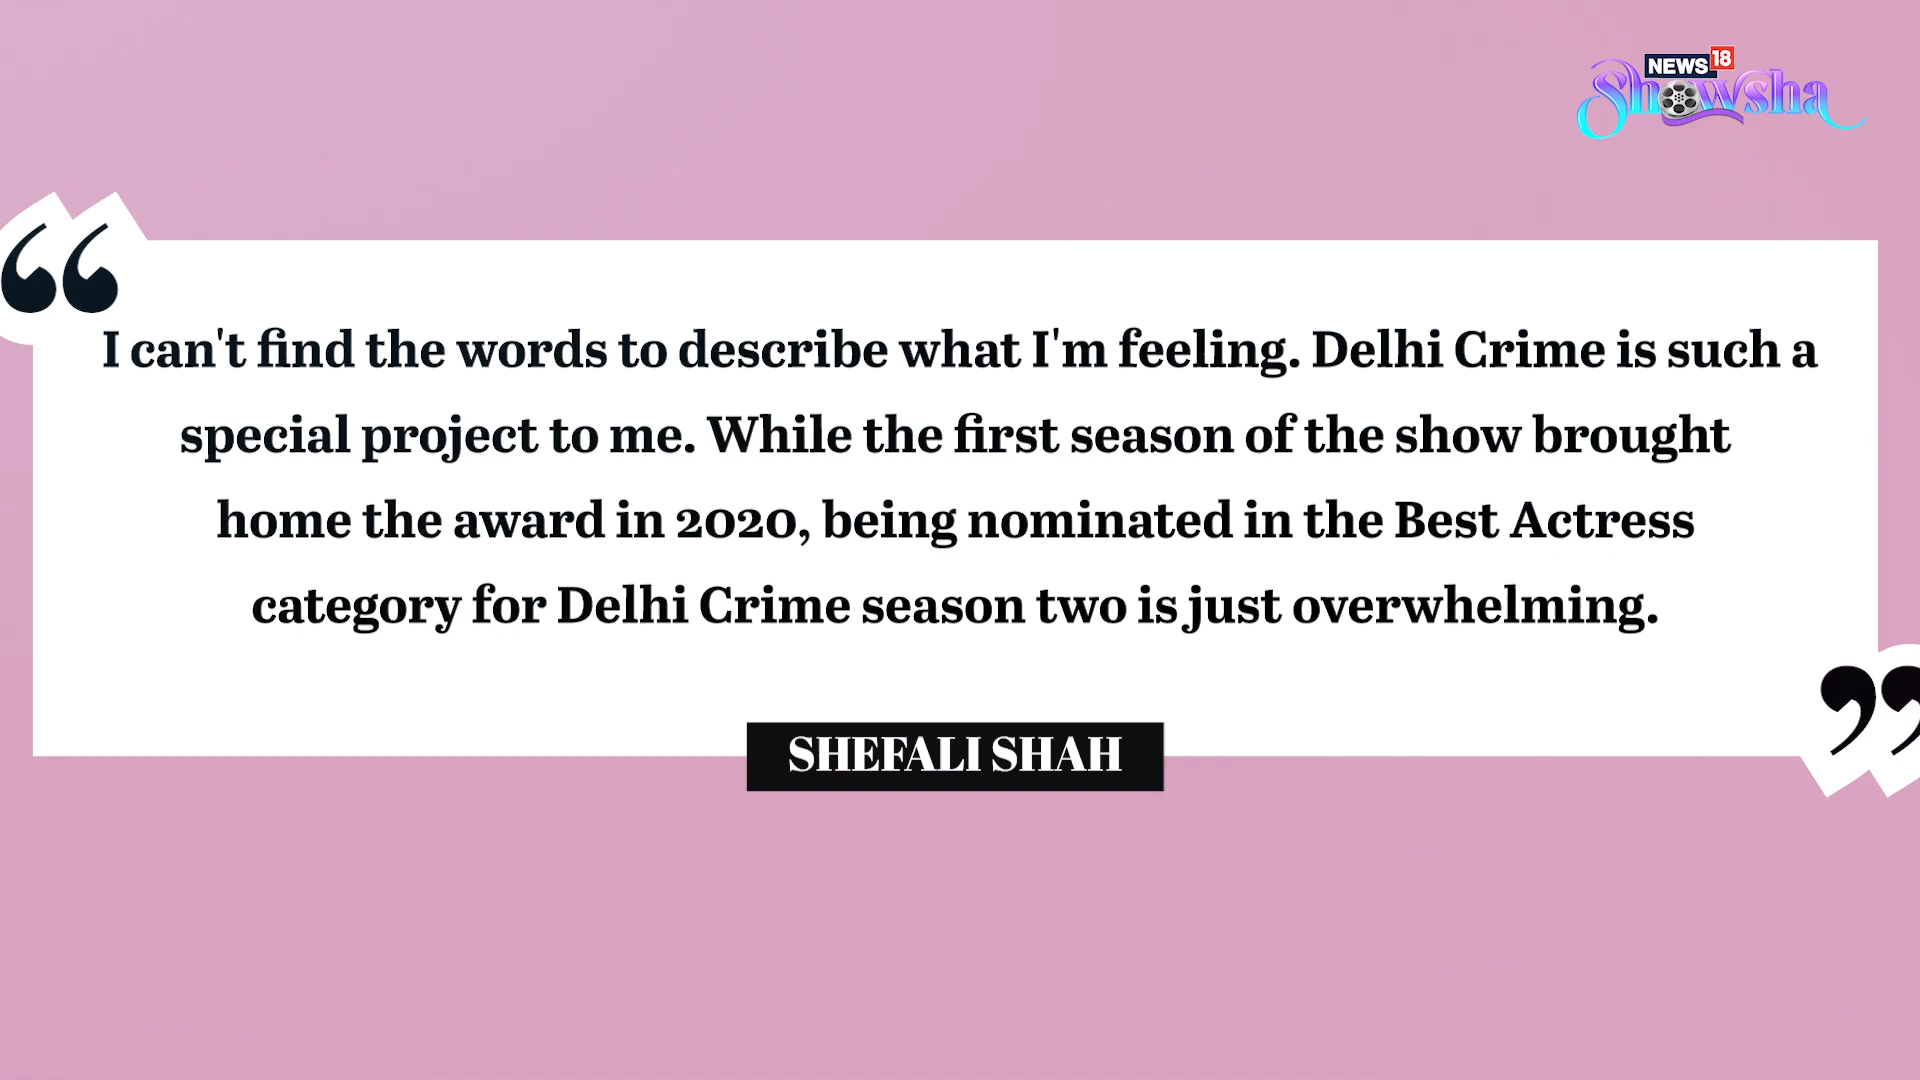 NEWS 18
Showsha
“
I can't find the words to describe what I'm feeling. Delhi Crime is such a
special project to me. While the first season of the show brought
home the award in 2020, being nominated in the Best Actress
category for Delhi Crime season two is just overwhelming.
”
SHEFALI SHAH